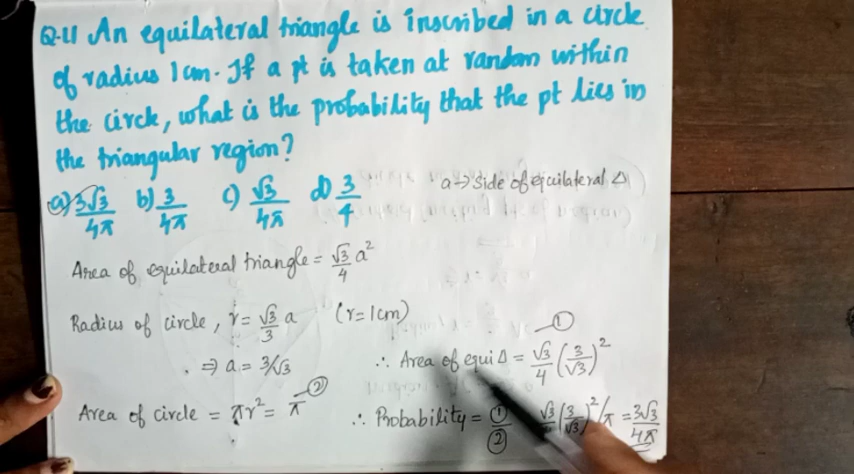 Q-11 An equilateral triangle is inscribed in a circle
of radius 1cm. If a pt is taken at random within
the circle, what is the probability that the pt lies in
the triangular region?
a) 3√3/4π b) 3/4π c) √3/4π d) 3/4
a→ Side of equilateral Δ
Area of equilateral triangle = √3/4 a²
Radius of circle, r = √3/3 a (r=1cm)
⇒ a = 3/√3
∴ Area of equi Δ = √3/4 (3/√3)² ①
Area of circle = πr² = π ②
∴ Probability = ①/② √3/ (3/√3)²/π = 3√3/4π